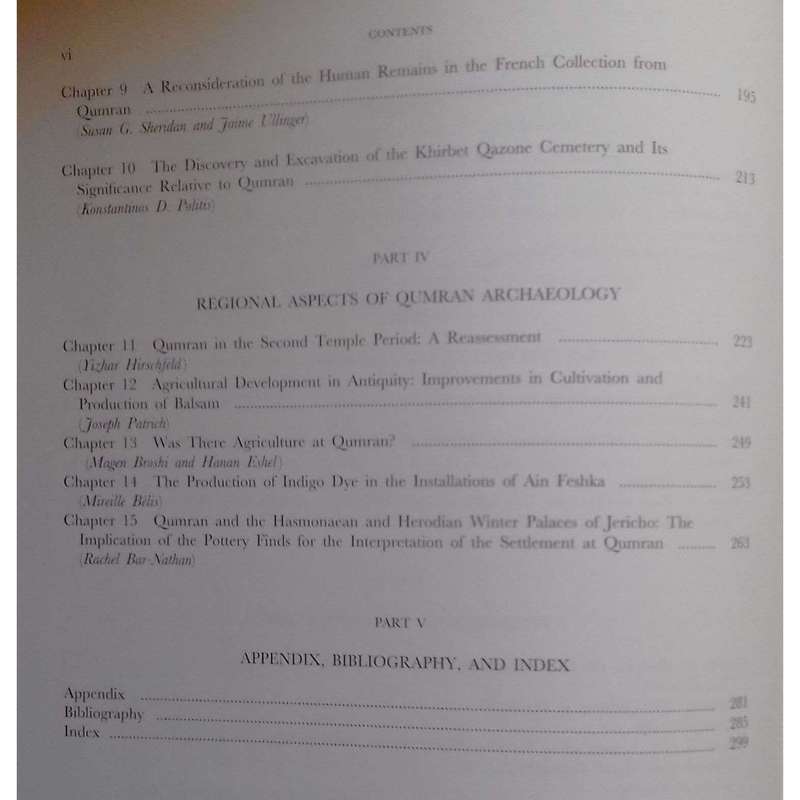 CONTENTS
vi
Chapter 9 A Reconsideration of the Human Remains in the French Collection from
Qumran ........ 195
(Susan G. Sheridan and Jaime Ullinger)
Chapter 10 The Discovery and Excavation of the Khirbet Qazone Cemetery and Its
Significance Relative to Qumran ........ 213
(Konstantinos D. Politis)
PART IV
REGIONAL ASPECTS OF QUMRAN ARCHAEOLOGY
Chapter 11 Qumran in the Second Temple Period: A Reassessment ........ 223
(Yizhar Hirschfeld)
Chapter 12 Agricultural Development in Antiquity: Improvements in Cultivation and
Production of Balsam ........ 241
(Joseph Patrich)
Chapter 13 Was There Agriculture at Qumran? ........ 249
(Magen Broshi and Hanan Eshel)
Chapter 14 The Production of Indigo Dye in the Installations of Ain Feshka ........ 253
(Mireille Bélis)
Chapter 15 Qumran and the Hasmonaean and Herodian Winter Palaces of Jericho: The
Implication of the Pottery Finds for the Interpretation of the Settlement at Qumran ........ 263
(Rachel Bar-Nathan)
PART V
APPENDIX, BIBLIOGRAPHY, AND INDEX
Appendix ........ 281
Bibliography ........ 285
Index ........ 299